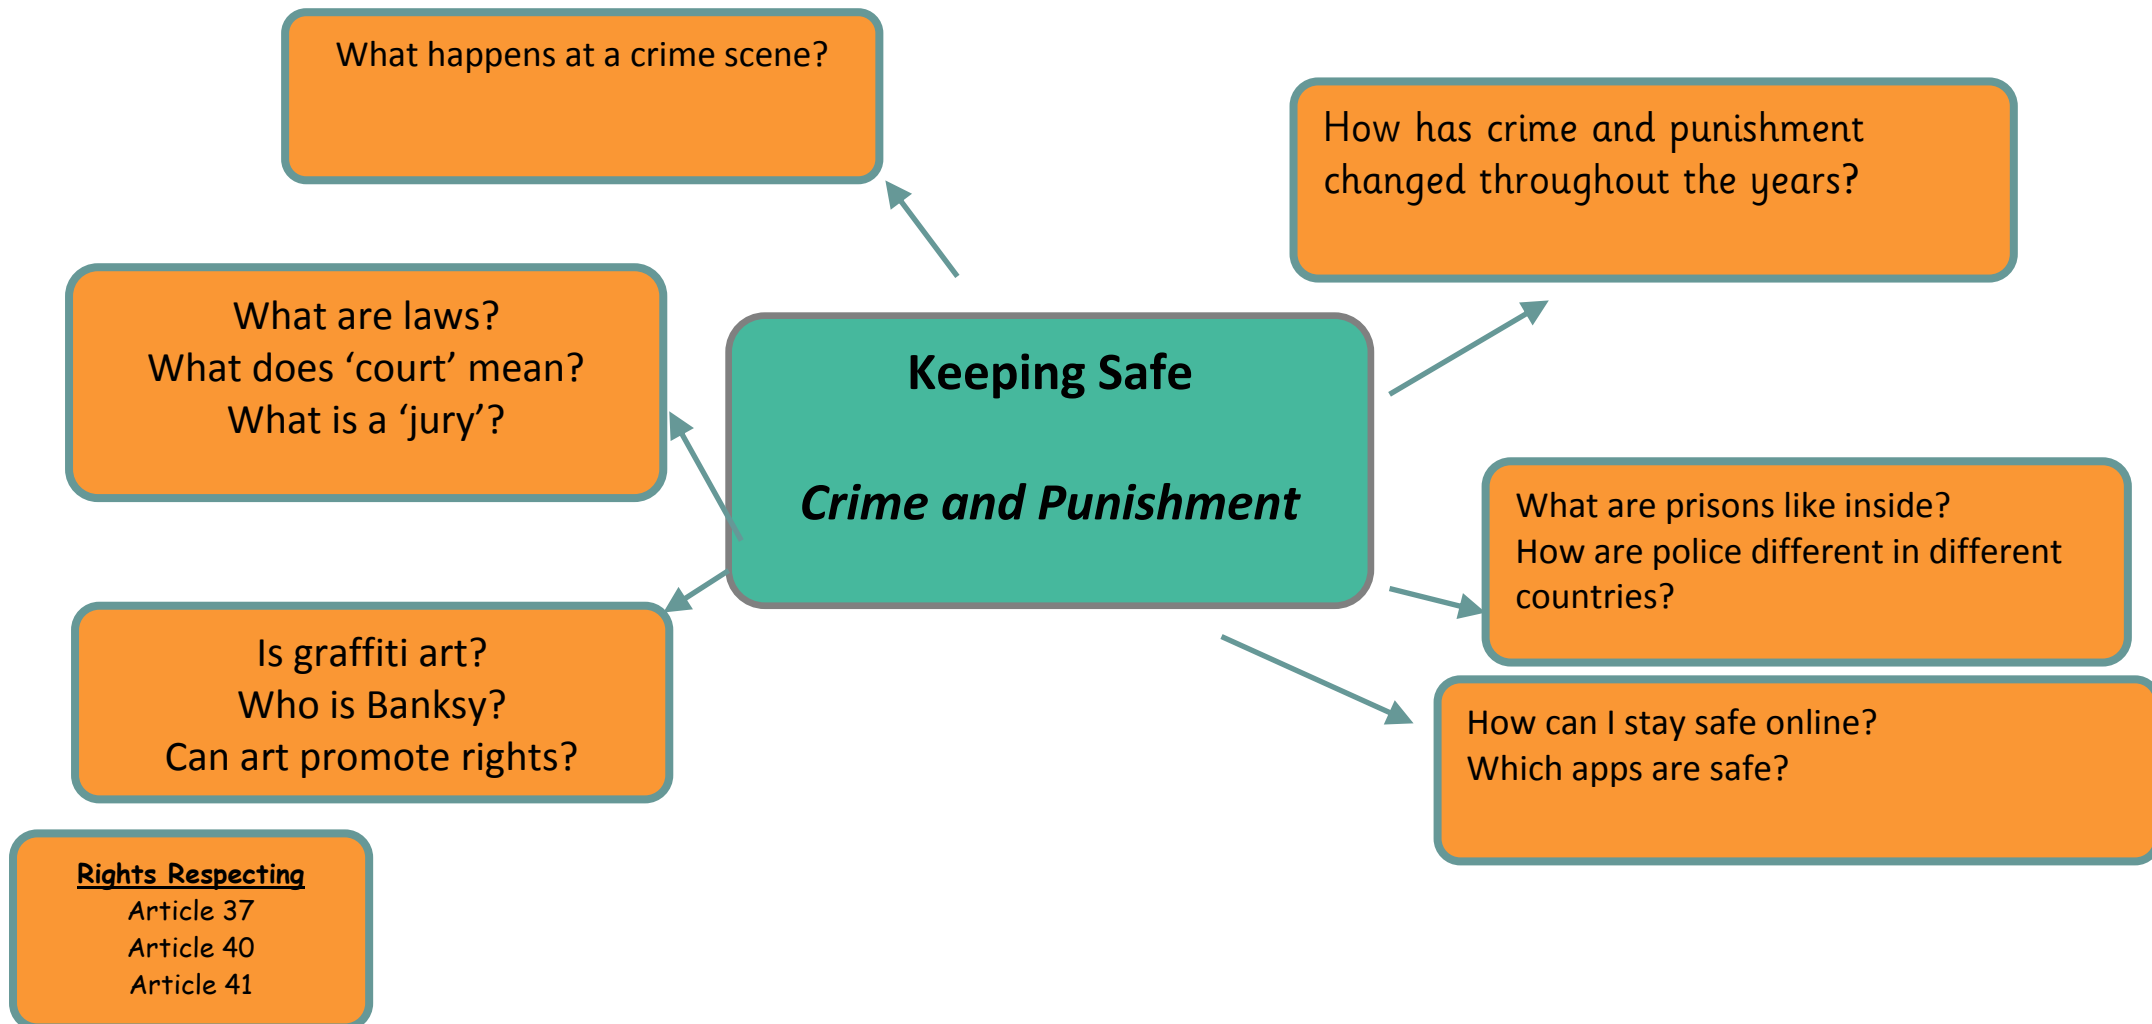 What happens at a crime scene?
How has crime and punishment
changed throughout the years?
What are laws?
What does ‘court’ mean?
What is a ‘jury’?
Keeping Safe
Crime and Punishment
What are prisons like inside?
How are police different in different
countries?
Is graffiti art?
Who is Banksy?
Can art promote rights?
How can I stay safe online?
Which apps are safe?
Rights Respecting
Article 37
Article 40
Article 41